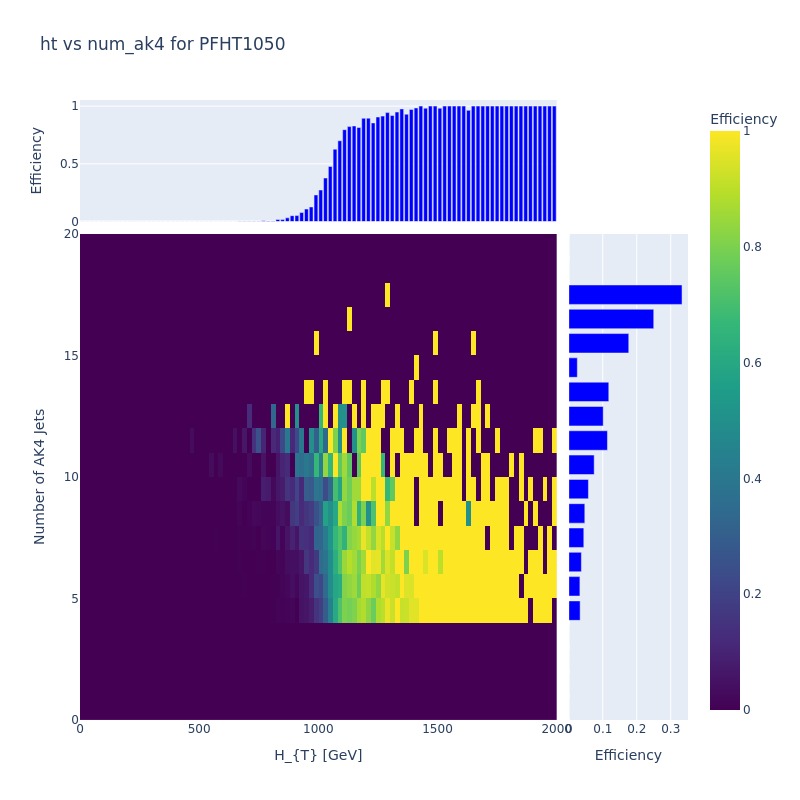 ht vs num_ak4 for PFHT1050
Efficiency
1
0.5
0
Efficiency
1
0.8
0.6
0.4
0.2
0
Number of AK4 Jets
20
15
10
5
0
0 500 1000 1500 2000
H_{T} [GeV]
0 0.1 0.2 0.3
Efficiency